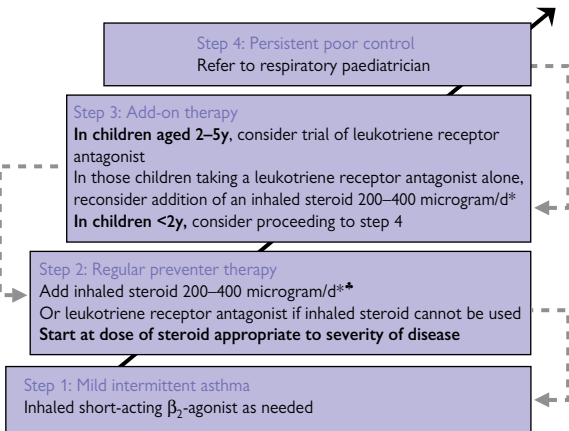 Step 4: Persistent poor control
Refer to respiratory paediatrician
Step 3: Add-on therapy
In children aged 2–5y, consider trial of leukotriene receptor
antagonist
In those children taking a leukotriene receptor antagonist alone,
reconsider addition of an inhaled steroid 200–400 microgram/d*
In children <2y, consider proceeding to step 4
Step 2: Regular preventer therapy
Add inhaled steroid 200–400 microgram/d*♣
Or leukotriene receptor antagonist if inhaled steroid cannot be used
Start at dose of steroid appropriate to severity of disease
Step 1: Mild intermittent asthma
Inhaled short-acting β₂-agonist as needed